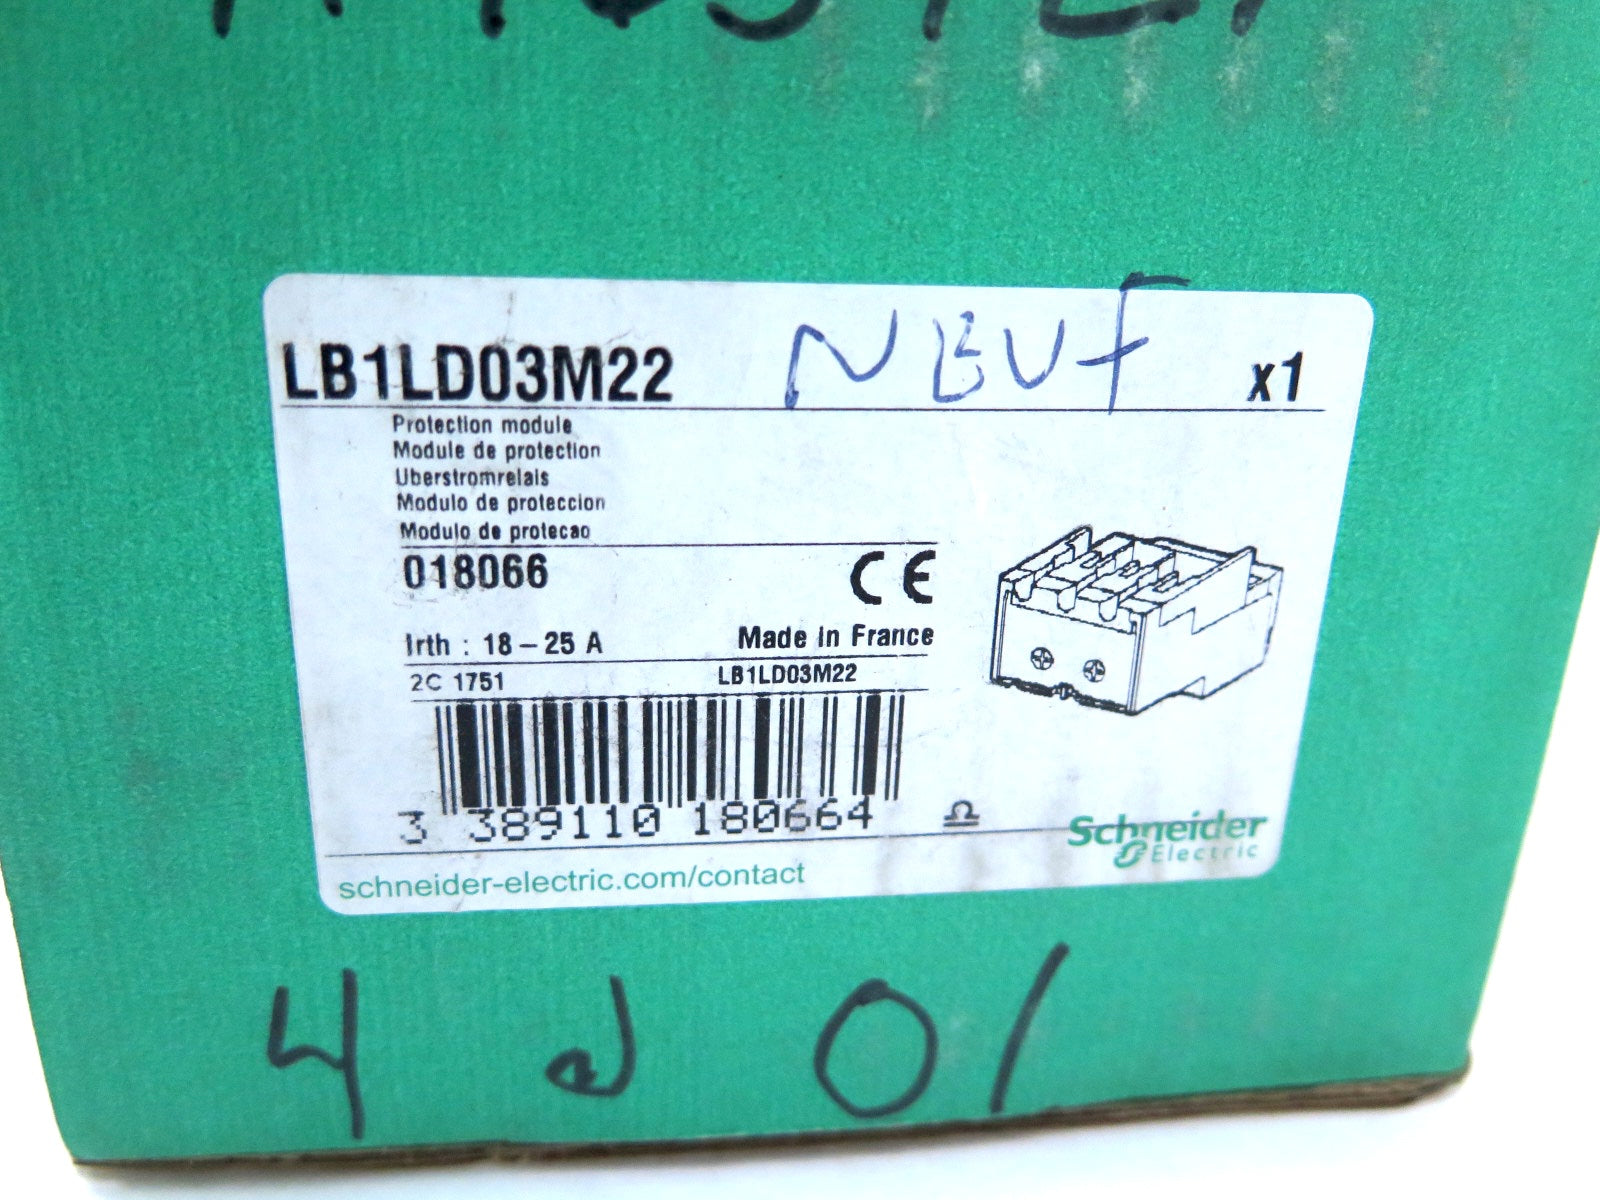 LB1LD03M22 NEUF x1
Protection module
Module de protection
Uberstromrelais
Modulo de proteccion
Modulo de protecao
018066 CE
Irth : 18 - 25 A Made in France
2C 1751 LB1LD03M22
3 389110 180664
Schneider
Electric
schneider-electric.com/contact
4 d 01